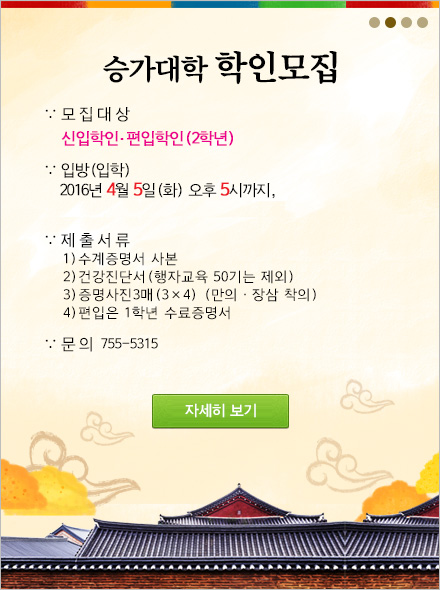 승가대학 학인모집
∵ 모집대상
신입학인·편입학인(2학년)
∵ 입방(입학)
2016년 4월 5일(화) 오후 5시까지,
∵ 제출서류
1)수계증명서 사본
2)건강진단서(행자교육 50기는 제외)
3)증명사진3매(3×4) (만의·장삼 착의)
4)편입은 1학년 수료증명서
∵ 문의 755-5315
자세히 보기